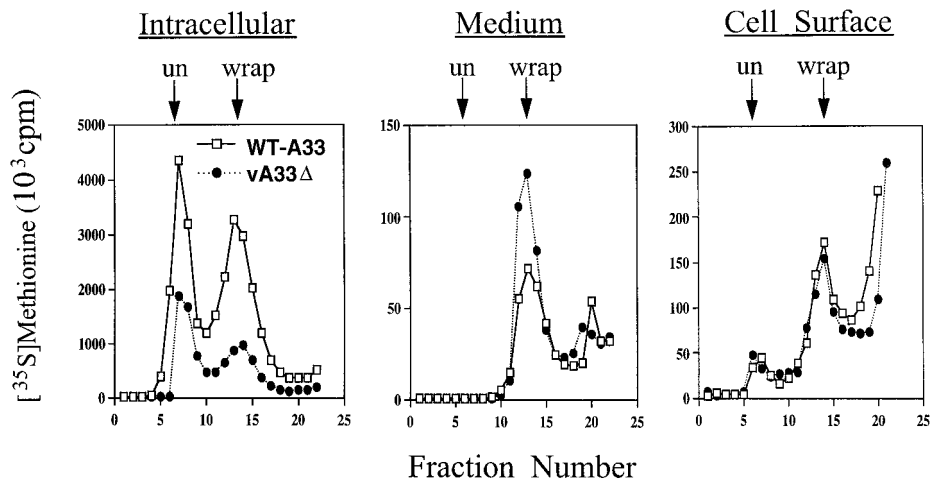 Intracellular
Medium
Cell Surface
un
wrap
un
wrap
un
wrap
[35S]Methionine (10³cpm)
5000
4000
3000
2000
1000
0
WT-A33
vA33Δ
0 5 10 15 20 25
150
100
50
0
0 5 10 15 20 25
300
250
200
150
100
50
0
0 5 10 15 20 25
Fraction Number